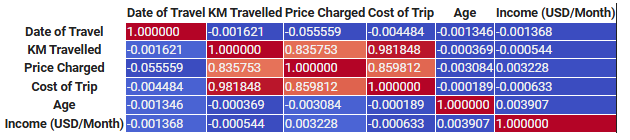 Date of Travel KM Travelled Price Charged Cost of Trip Age Income (USD/Month)
Date of Travel 1.000000 -0.001621 -0.055559 -0.004484 -0.001346 -0.001368
KM Travelled -0.001621 1.000000 0.835753 0.981848 -0.000369 -0.000544
Price Charged -0.055559 0.835753 1.000000 0.859812 -0.003084 0.003228
Cost of Trip -0.004484 0.981848 0.859812 1.000000 -0.000189 -0.000633
Age -0.001346 -0.000369 -0.003084 -0.000189 1.000000 0.003907
Income (USD/Month) -0.001368 -0.000544 0.003228 -0.000633 0.003907 1.000000